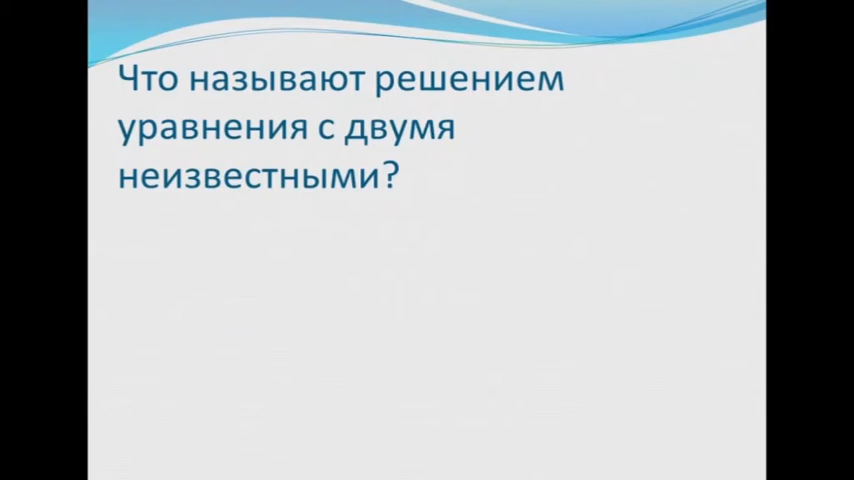 Что называют решением
уравнения с двумя
неизвестными?